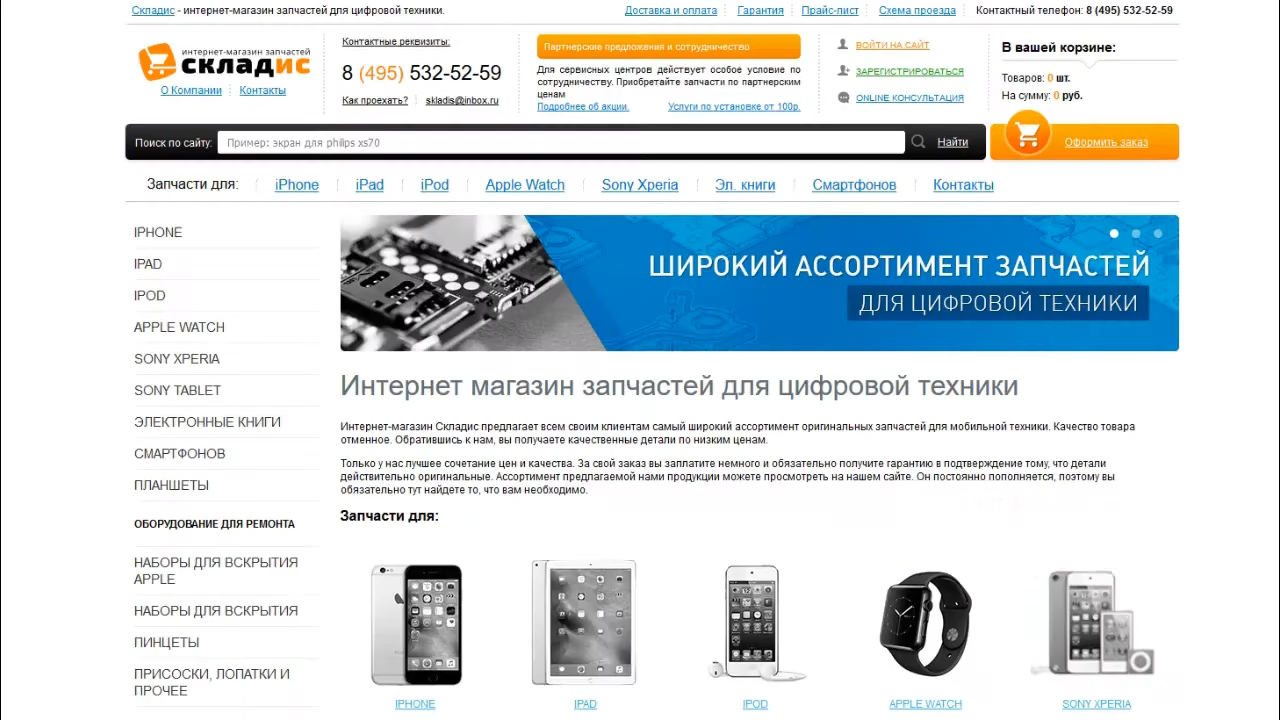 Складис - интернет-магазин запчастей для цифровой техники.
Доставка и оплата
Гарантия
Прайс-лист
Схема проезда
Контактный телефон: 8 (495) 532-52-59
интернет-магазин запчастей
складис
О Компании
Контакты
Контактные реквизиты:
8 (495) 532-52-59
Как проехать?
skladis@inbox.ru
Партнерские предложения и сотрудничество
Для сервисных центров действует особое условие по
сотрудничеству. Приобретайте запчасти по партнерским
ценам
Подробнее об акции.
Услуги по установке от 100р.
ВОЙТИ НА САЙТ
ЗАРЕГИСТРИРОВАТЬСЯ
ONLINE КОНСУЛЬТАЦИЯ
В вашей корзине:
Товаров: 0 шт.
На сумму: 0 руб.
Поиск по сайту:
Пример: экран для philips xs70
Найти
Оформить заказ
Запчасти для:
iPhone
iPad
iPod
Apple Watch
Sony Xperia
Эл. книги
Смартфонов
Контакты
IPHONE
IPAD
IPOD
APPLE WATCH
SONY XPERIA
SONY TABLET
ЭЛЕКТРОННЫЕ КНИГИ
СМАРТФОНОВ
ПЛАНШЕТЫ
ОБОРУДОВАНИЕ ДЛЯ РЕМОНТА
НАБОРЫ ДЛЯ ВСКРЫТИЯ
APPLE
НАБОРЫ ДЛЯ ВСКРЫТИЯ
ПИНЦЕТЫ
ПРИСОСКИ, ЛОПАТКИ И
ПРОЧЕЕ
ШИРОКИЙ АССОРТИМЕНТ ЗАПЧАСТЕЙ
ДЛЯ ЦИФРОВОЙ ТЕХНИКИ
Интернет магазин запчастей для цифровой техники
Интернет-магазин Складис предлагает всем своим клиентам самый широкий ассортимент оригинальных запчастей для мобильной техники. Качество товара
отменное. Обратившись к нам, вы получаете качественные детали по низким ценам.
Только у нас лучшее сочетание цен и качества. За свой заказ вы заплатите немного и обязательно получите гарантию в подтверждение тому, что детали
действительно оригинальные. Ассортимент предлагаемой нами продукции можете просмотреть на нашем сайте. Он постоянно пополняется, поэтому вы
обязательно тут найдете то, что вам необходимо.
Запчасти для:
IPHONE
IPAD
IPOD
APPLE WATCH
SONY XPERIA